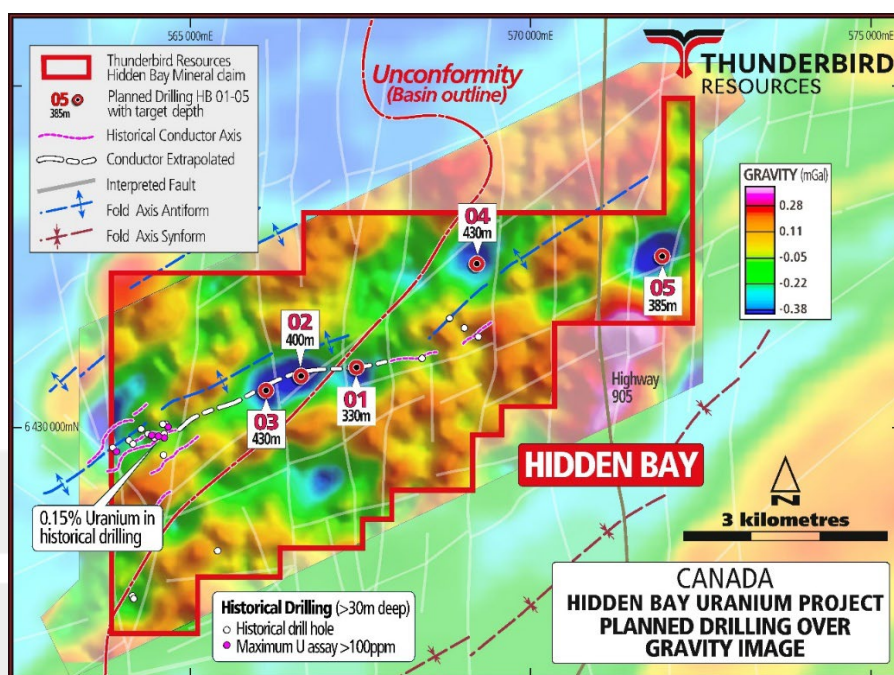 565 000mE
570 000mE
575 000mE
Thunderbird Resources
Hidden Bay Mineral claim
05
385m
Planned Drilling HB 01-05
with target depth
Historical Conductor Axis
Conductor Extrapolated
Interpreted Fault
Fold Axis Antiform
Fold Axis Synform
Unconformity
(Basin outline)
THUNDERBIRD
RESOURCES
GRAVITY (mGal)
0.28
0.11
-0.05
-0.22
-0.38
04
430m
05
385m
02
400m
01
330m
03
430m
Highway
905
6 430 000mN
HIDDEN BAY
0.15% Uranium in
historical drilling
N
3 kilometres
Historical Drilling (>30m deep)
Historical drill hole
Maximum U assay >100ppm
CANADA
HIDDEN BAY URANIUM PROJECT
PLANNED DRILLING OVER
GRAVITY IMAGE